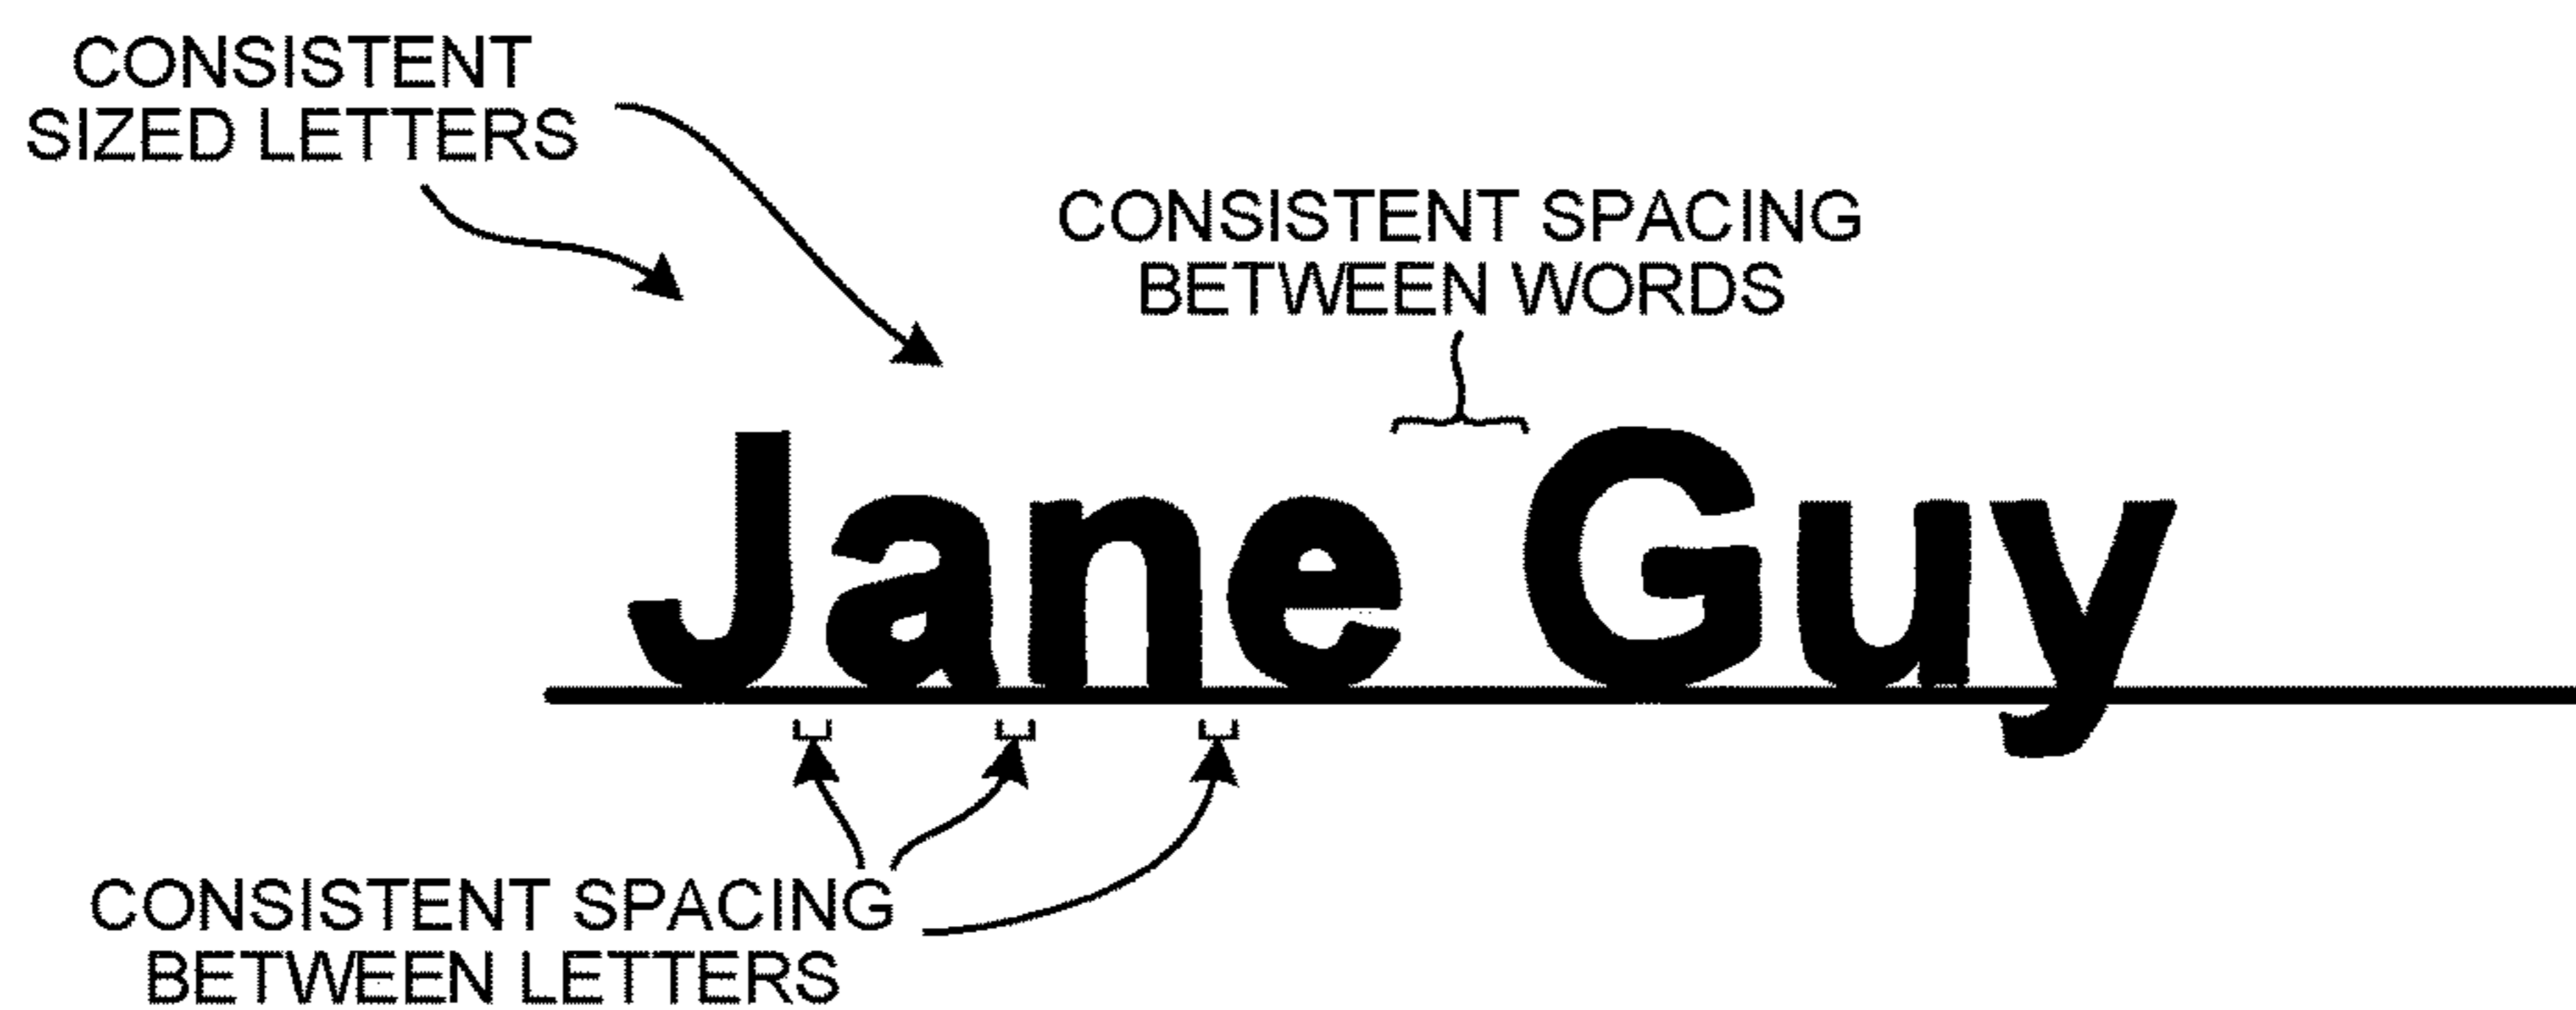 CONSISTENT
SIZED LETTERS
CONSISTENT SPACING
BETWEEN WORDS
Jane Guy
CONSISTENT SPACING
BETWEEN LETTERS